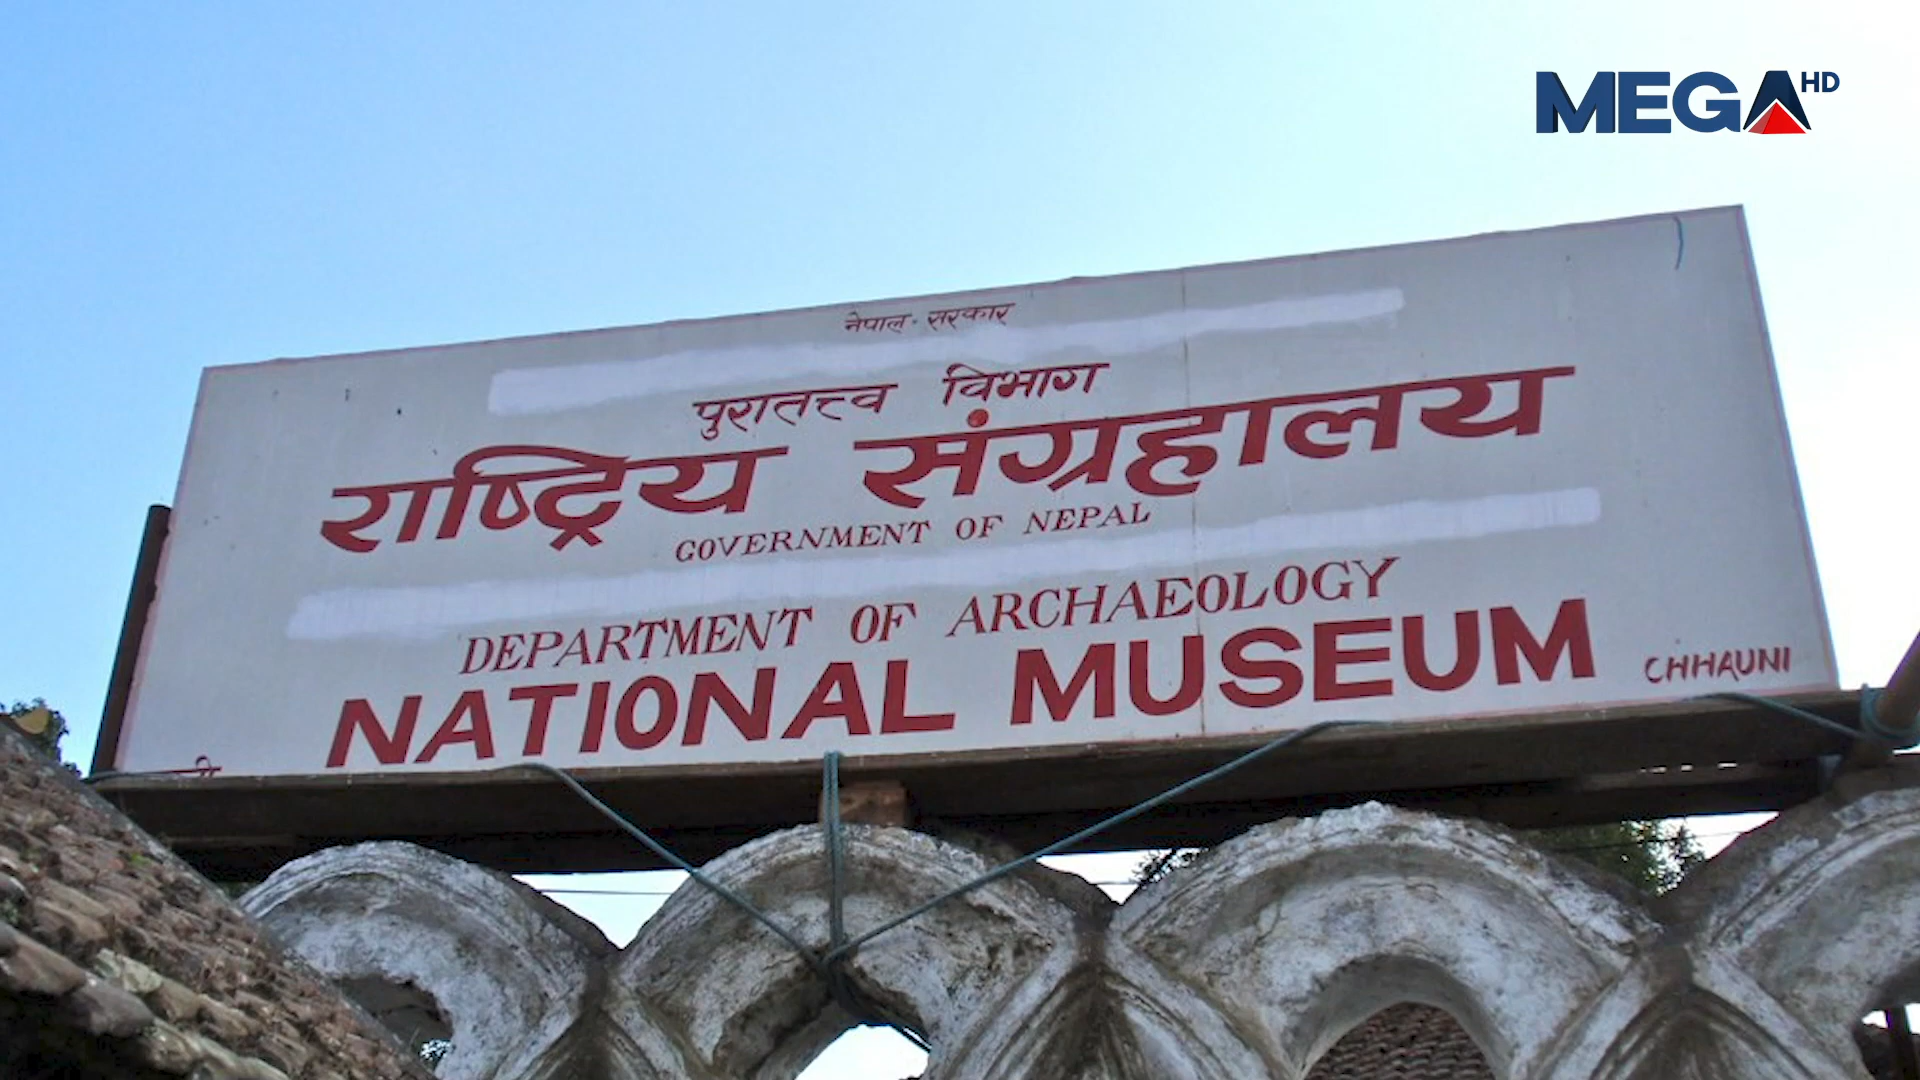 MEGA HD
नेपाल सरकार
पुरातत्त्व विभाग
राष्ट्रिय संग्रहालय
GOVERNMENT OF NEPAL
DEPARTMENT OF ARCHAEOLOGY
NATIONAL MUSEUM
CHHAUNI